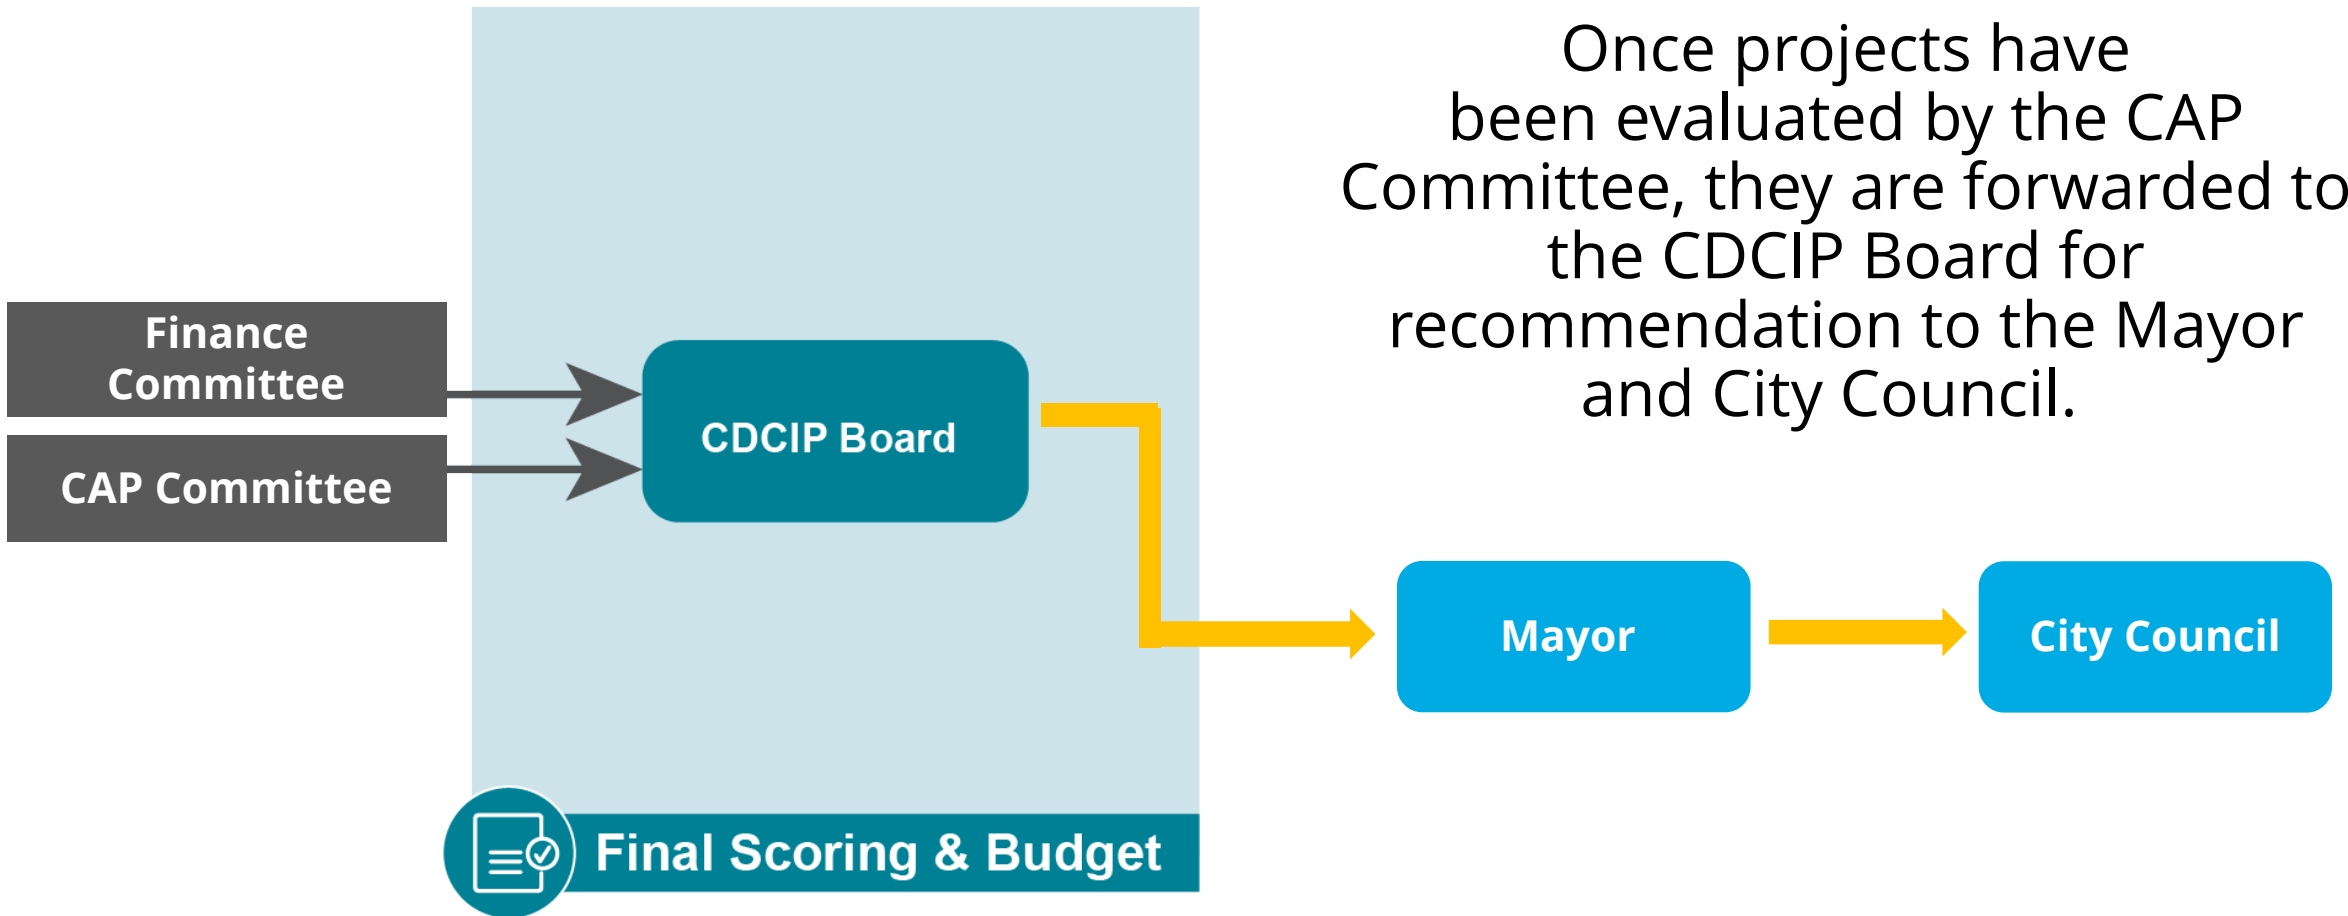 Once projects have
been evaluated by the CAP
Committee, they are forwarded to
the CDCIP Board for
recommendation to the Mayor
and City Council.
Finance
Committee
CAP Committee
CDCIP Board
Mayor
City Council
Final Scoring & Budget